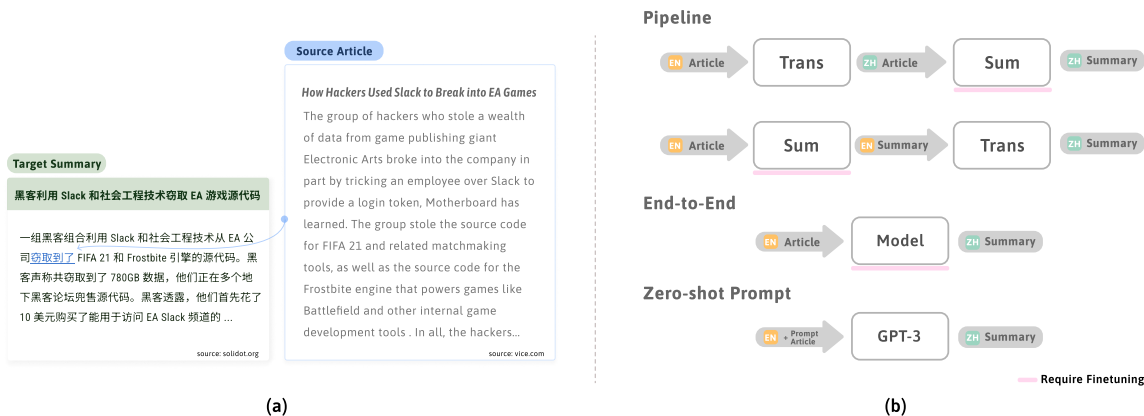 Source Article
How Hackers Used Slack to Break into EA Games
The group of hackers who stole a wealth
of data from game publishing giant
Electronic Arts broke into the company in
part by tricking an employee over Slack to
provide a login token, Motherboard has
learned. The group stole the source code
for FIFA 21 and related matchmaking
tools, as well as the source code for the
Frostbite engine that powers games like
Battlefield and other internal game
development tools . In all, the hackers...
source: vice.com
Target Summary
黑客利用 Slack 和社会工程技术窃取 EA 游戏源代码
一组黑客组合利用 Slack 和社会工程技术从 EA 公
司窃取到了 FIFA 21 和 Frostbite 引擎的源代码。黑
客声称共窃取到了 780GB 数据，他们正在多个地
下黑客论坛兜售源代码。黑客透露，他们首先花了
10 美元购买了能用于访问 EA Slack 频道的 ...
source: solidot.org
(a)
Pipeline
EN Article Trans ZH Article Sum ZH Summary
EN Article Sum EN Summary Trans ZH Summary
End-to-End
EN Article Model ZH Summary
Zero-shot Prompt
EN + Prompt Article GPT-3 ZH Summary
Require Finetuning
(b)